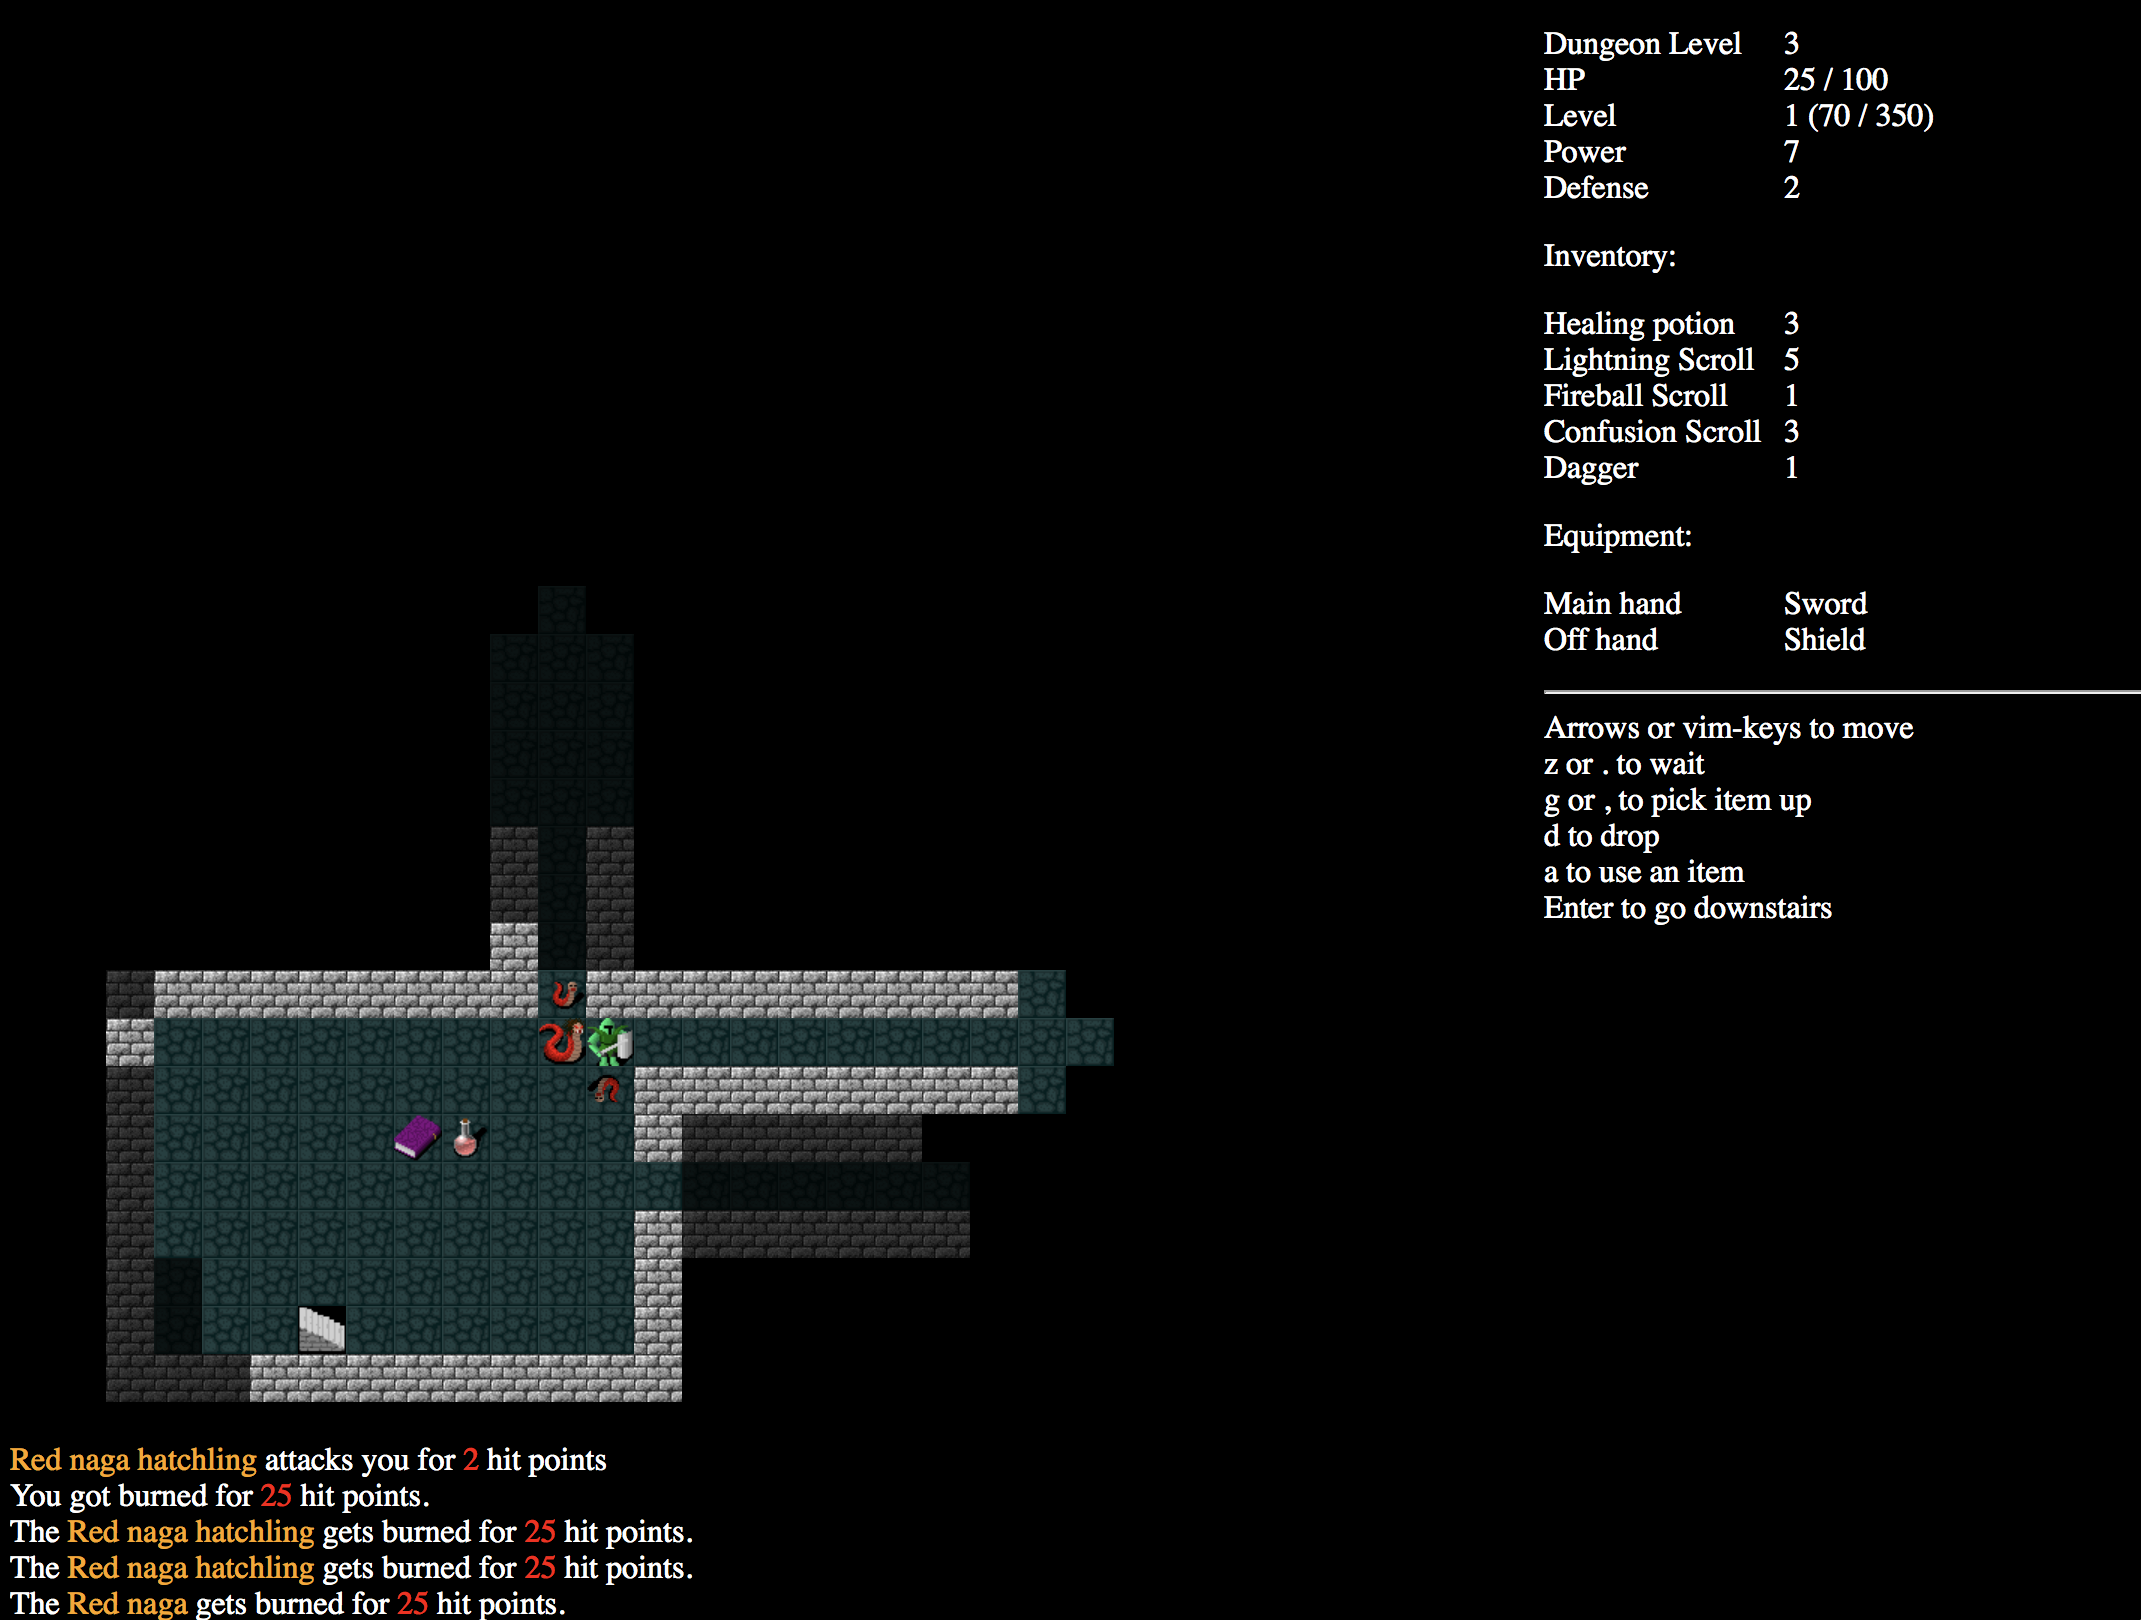 Dungeon Level 3
HP 25 / 100
Level 1 (70 / 350)
Power 7
Defense 2
Inventory:
Healing potion 3
Lightning Scroll 5
Fireball Scroll 1
Confusion Scroll 3
Dagger 1
Equipment:
Main hand Sword
Off hand Shield
Arrows or vim-keys to move
z or . to wait
g or , to pick item up
d to drop
a to use an item
Enter to go downstairs
Red naga hatchling attacks you for 2 hit points
You got burned for 25 hit points.
The Red naga hatchling gets burned for 25 hit points.
The Red naga hatchling gets burned for 25 hit points.
The Red naga gets burned for 25 hit points.